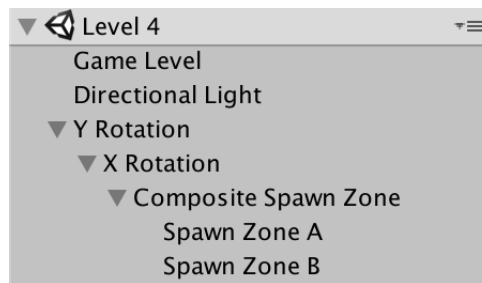 Level 4
Game Level
Directional Light
Y Rotation
X Rotation
Composite Spawn Zone
Spawn Zone A
Spawn Zone B